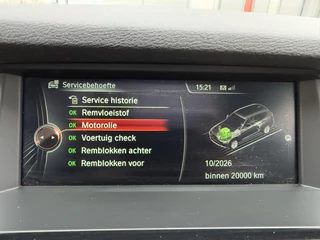 Servicebehoefte
15:21
Service historie
OK Remvloeistof
OK Motorolie
OK Voertuig check
OK Remblokken achter
OK Remblokken voor
10/2026
binnen 20000 km